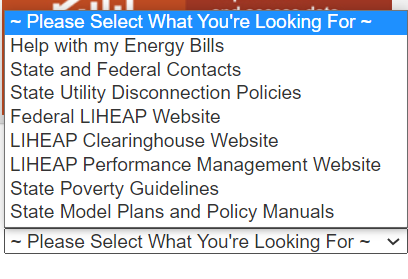 ~ Please Select What You're Looking For ~
Help with my Energy Bills
State and Federal Contacts
State Utility Disconnection Policies
Federal LIHEAP Website
LIHEAP Clearinghouse Website
LIHEAP Performance Management Website
State Poverty Guidelines
State Model Plans and Policy Manuals
~ Please Select What You're Looking For ~